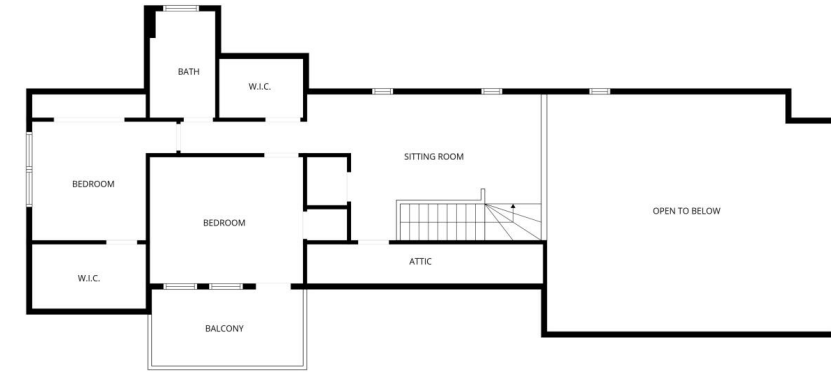 BATH
W.I.C.
SITTING ROOM
BEDROOM
OPEN TO BELOW
BEDROOM
ATTIC
W.I.C.
BALCONY